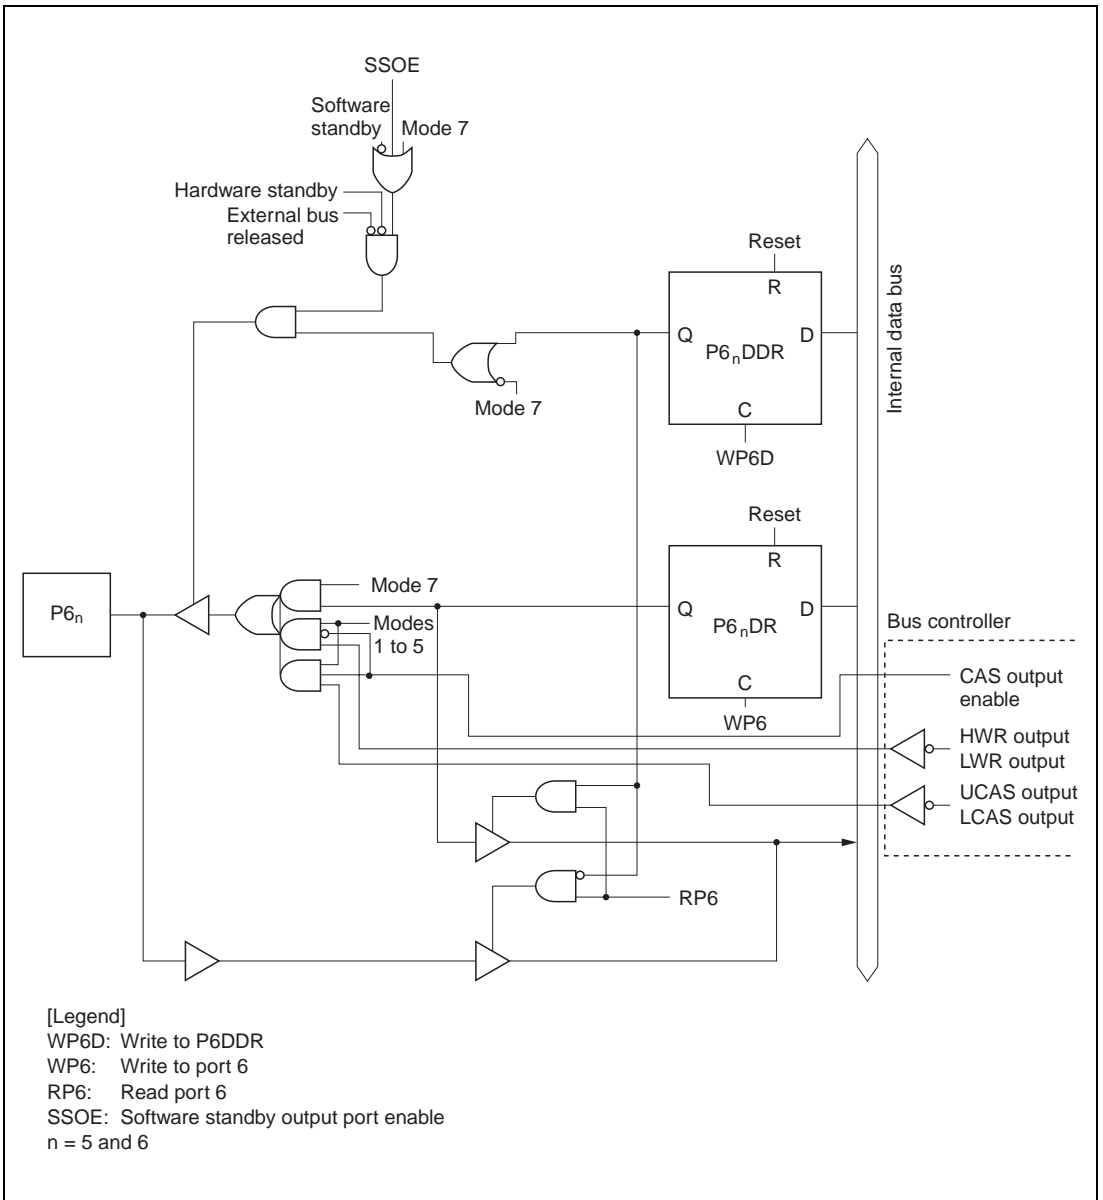 SSOE
Software
standby
Mode 7
Hardware standby
External bus
released
Reset
R
Q
P6nDDR
D
C
WP6D
Mode 7
Internal data bus
Reset
R
Q
P6nDR
D
C
WP6
P6n
Mode 7
Modes
1 to 5
Bus controller
CAS output
enable
HWR output
LWR output
UCAS output
LCAS output
RP6
[Legend]
WP6D: Write to P6DDR
WP6: Write to port 6
RP6: Read port 6
SSOE: Software standby output port enable
n = 5 and 6